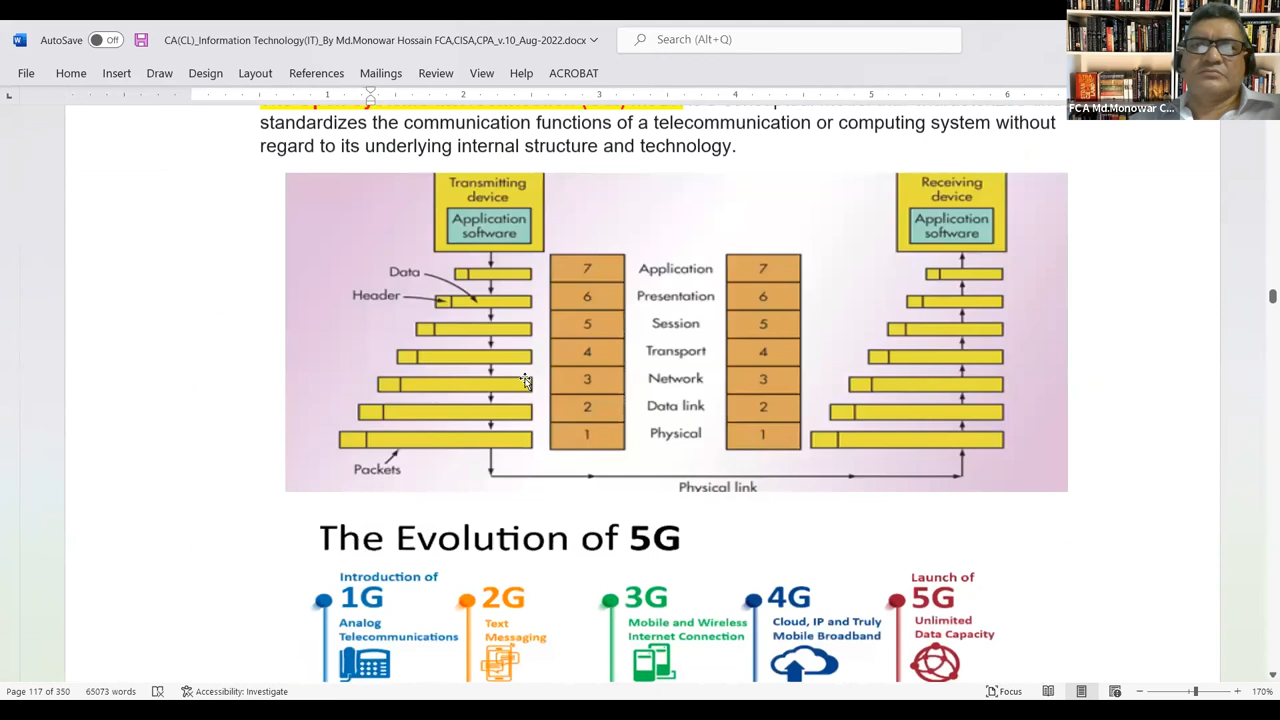 AutoSave Off CA(CL)_Information Technology(IT)_By Md.Monowar Hossain FCA,CISA,CPA_v.10_Aug-2022.docx Search (Alt+Q)
File Home Insert Draw Design Layout References Mailings Review View Help ACROBAT
1 2 3 4 5 6
FCA Md.Monowar C...
standardizes the communication functions of a telecommunication or computing system without
regard to its underlying internal structure and technology.
Transmitting
device
Application
software
Receiving
device
Application
software
Data
Header
7 Application 7
6 Presentation 6
5 Session 5
4 Transport 4
3 Network 3
2 Data link 2
1 Physical 1
Packets
Physical link
The Evolution of 5G
Introduction of
1G
Analog
Telecommunications
2G
Text
Messaging
3G
Mobile and Wireless
Internet Connection
4G
Cloud, IP and Truly
Mobile Broadband
Launch of
5G
Unlimited
Data Capacity
Page 117 of 350 65073 words Accessibility: Investigate Focus 170%